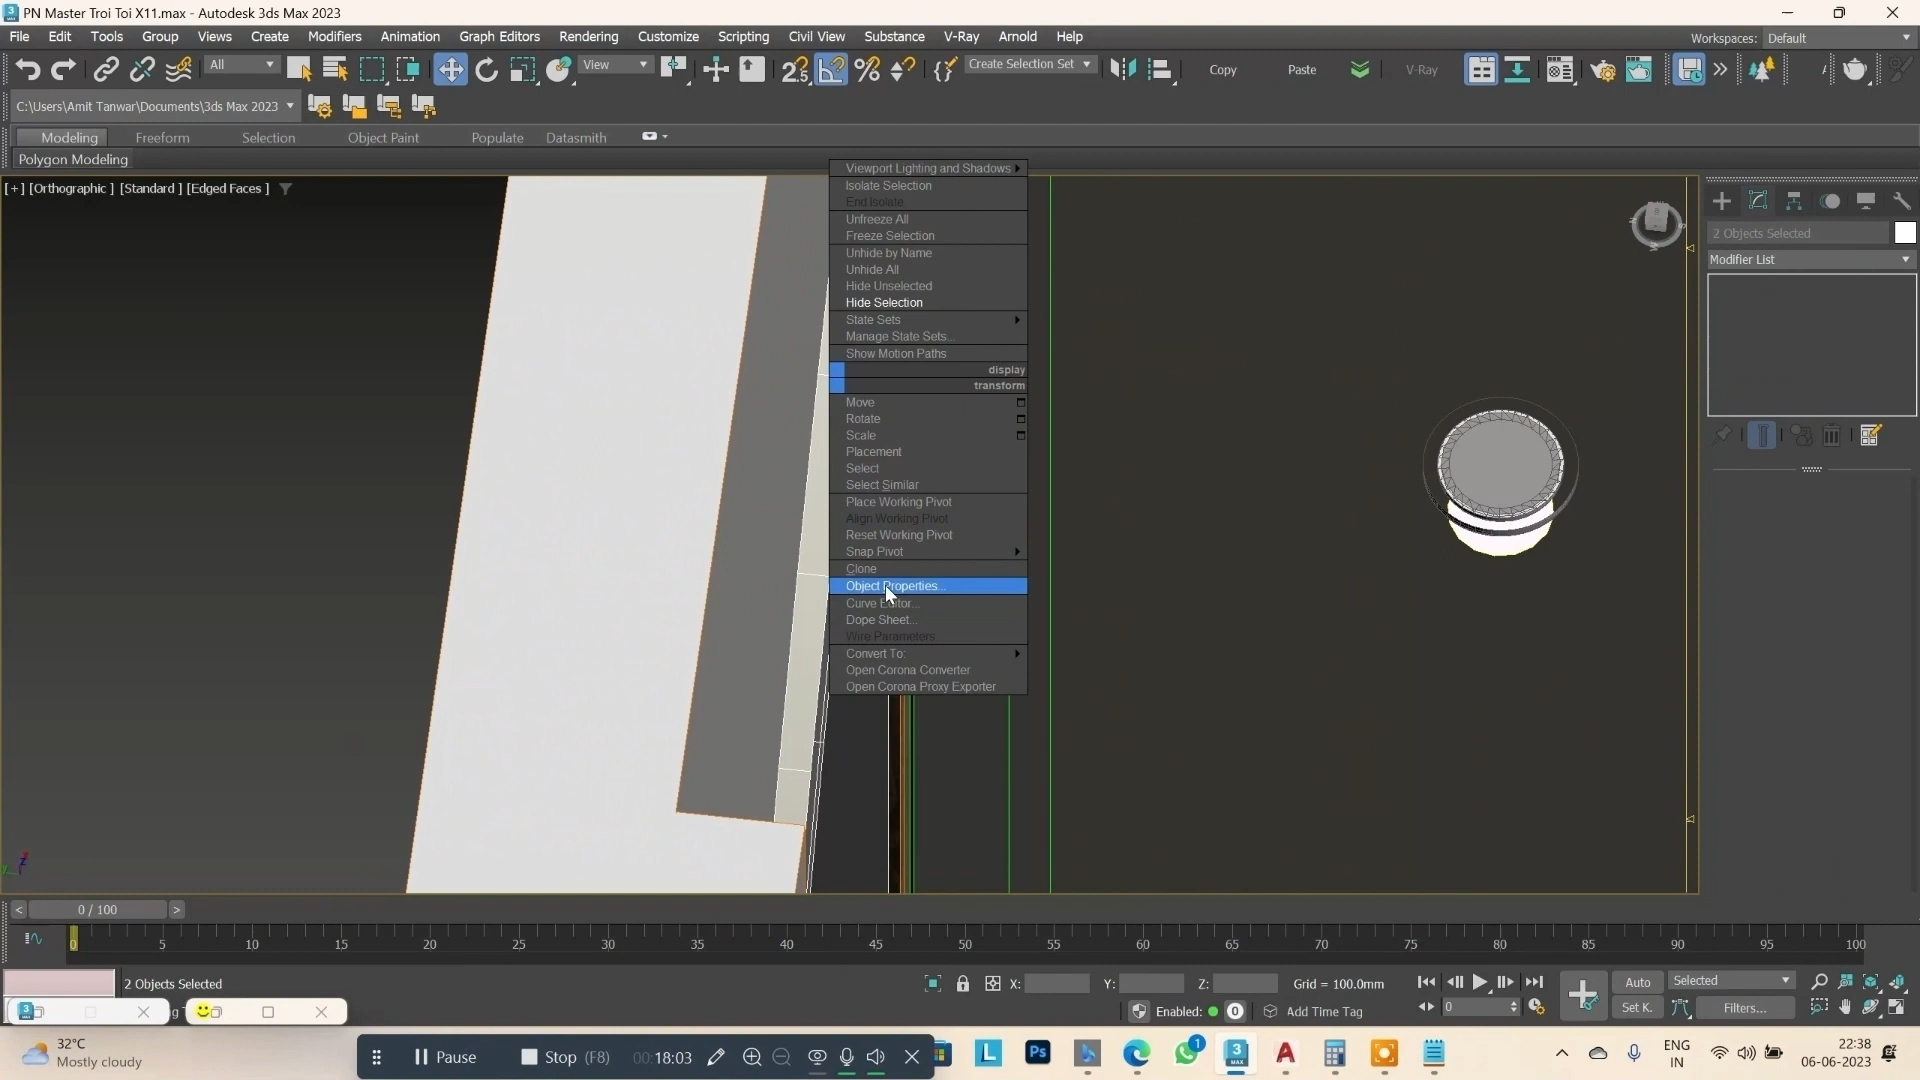 PN Master Troi Toi X11.max - Autodesk 3ds Max 2023
File Edit Tools Group Views Create Modifiers Animation Graph Editors Rendering Customize Scripting Civil View Substance V-Ray Arnold Help
Workspaces: Default
All
View
Create Selection Set
Copy
Paste
V-Ray
C:\Users\Amit Tanwar\Documents\3ds Max 2023
Modeling Freeform Selection Object Paint Populate Datasmith
Polygon Modeling
[+] [Orthographic ] [Standard ] [Edged Faces ]
Viewport Lighting and Shadows
Isolate Selection
End Isolate
Unfreeze All
Freeze Selection
Unhide by Name
Unhide All
Hide Unselected
Hide Selection
State Sets
Manage State Sets...
Show Motion Paths
display
transform
Move
Rotate
Scale
Placement
Select
Select Similar
Place Working Pivot
Align Working Pivot
Reset Working Pivot
Snap Pivot
Clone
Object Properties...
Curve Editor...
Dope Sheet...
Wire Parameters...
Convert To:
Open Corona Converter
Open Corona Proxy Exporter
2 Objects Selected
Modifier List
0 / 100
0 5 10 15 20 25 30 35 40 45 50 55 60 65 70 75 80 85 90 95 100
2 Objects Selected
X:
Y:
Z:
Grid = 100.0mm
Auto
Selected
Enabled:
0
Add Time Tag
0
Set K.
Filters...
32°C
Mostly cloudy
Pause
Stop (F8)
00:18:03
L
Ps
1
3
MAX
A
ENG
IN
22:38
06-06-2023